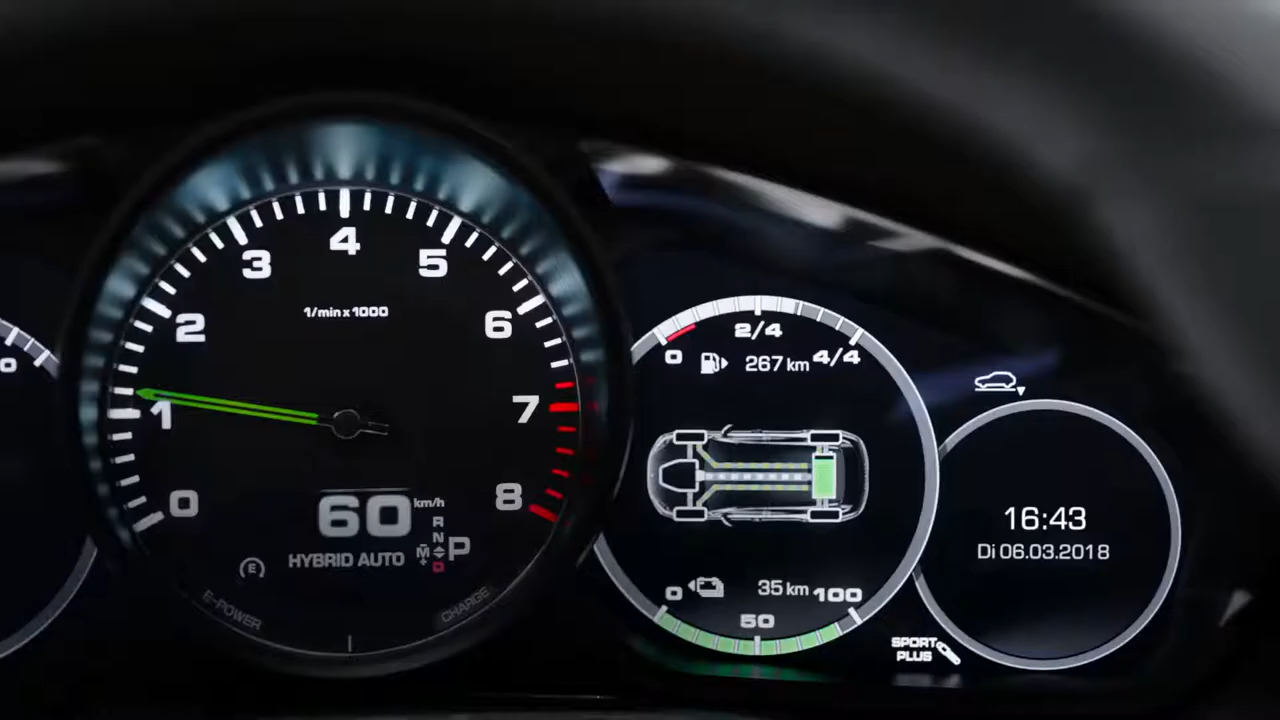 0
4
3
5
1/min x 1000
2
6
1
7
0
8
60 km/h
R
N
M
D
P
HYBRID AUTO
E
E-POWER
CHARGE
2/4
0
4/4
267 km
0
35 km
100
50
16:43
Di 06.03.2018
SPORT
PLUS